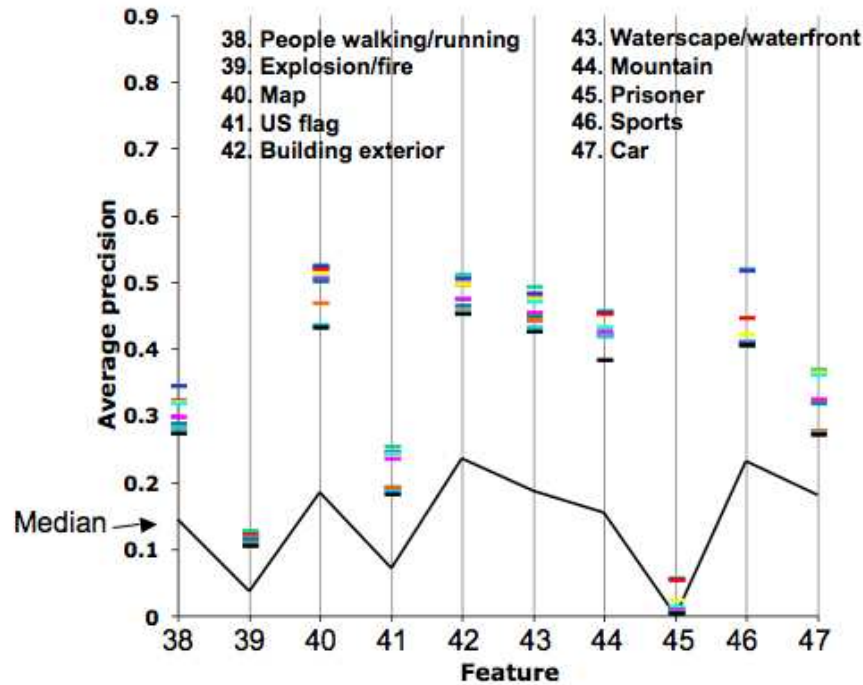 0.9
0.8
0.7
0.6
0.5
0.4
0.3
0.2
0.1
0
Average precision
38. People walking/running
39. Explosion/fire
40. Map
41. US flag
42. Building exterior
43. Waterscape/waterfront
44. Mountain
45. Prisoner
46. Sports
47. Car
Median
38 39 40 41 42 43 44 45 46 47
Feature